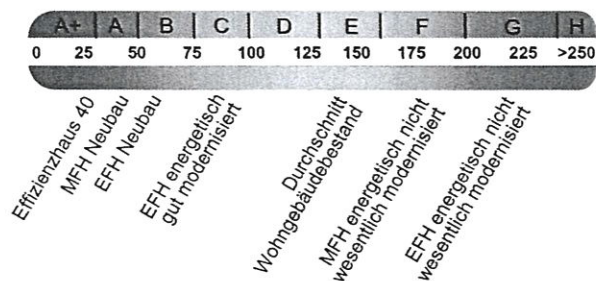 A+ A B C D E F G H
0 25 50 75 100 125 150 175 200 225 >250
Effizienzhaus 40
MFH Neubau
EFH Neubau
EFH energetisch
gut modernisiert
Durchschnitt
Wohngebäudebestand
MFH energetisch nicht
wesentlich modernisiert
EFH energetisch nicht
wesentlich modernisiert